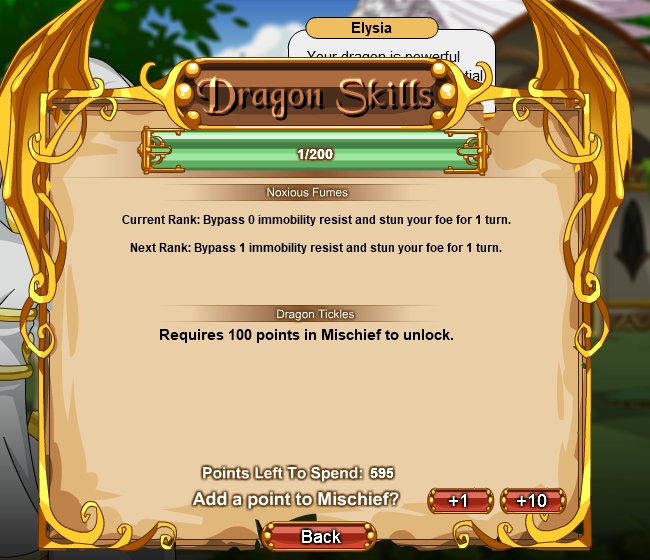 Elysia
Your dragon is powerful
Dragon Skills
1/200
Noxious Fumes
Current Rank: Bypass 0 immobility resist and stun your foe for 1 turn.
Next Rank: Bypass 1 immobility resist and stun your foe for 1 turn.
Dragon Tickles
Requires 100 points in Mischief to unlock.
Points Left To Spend: 595
Add a point to Mischief?
+1
+10
Back